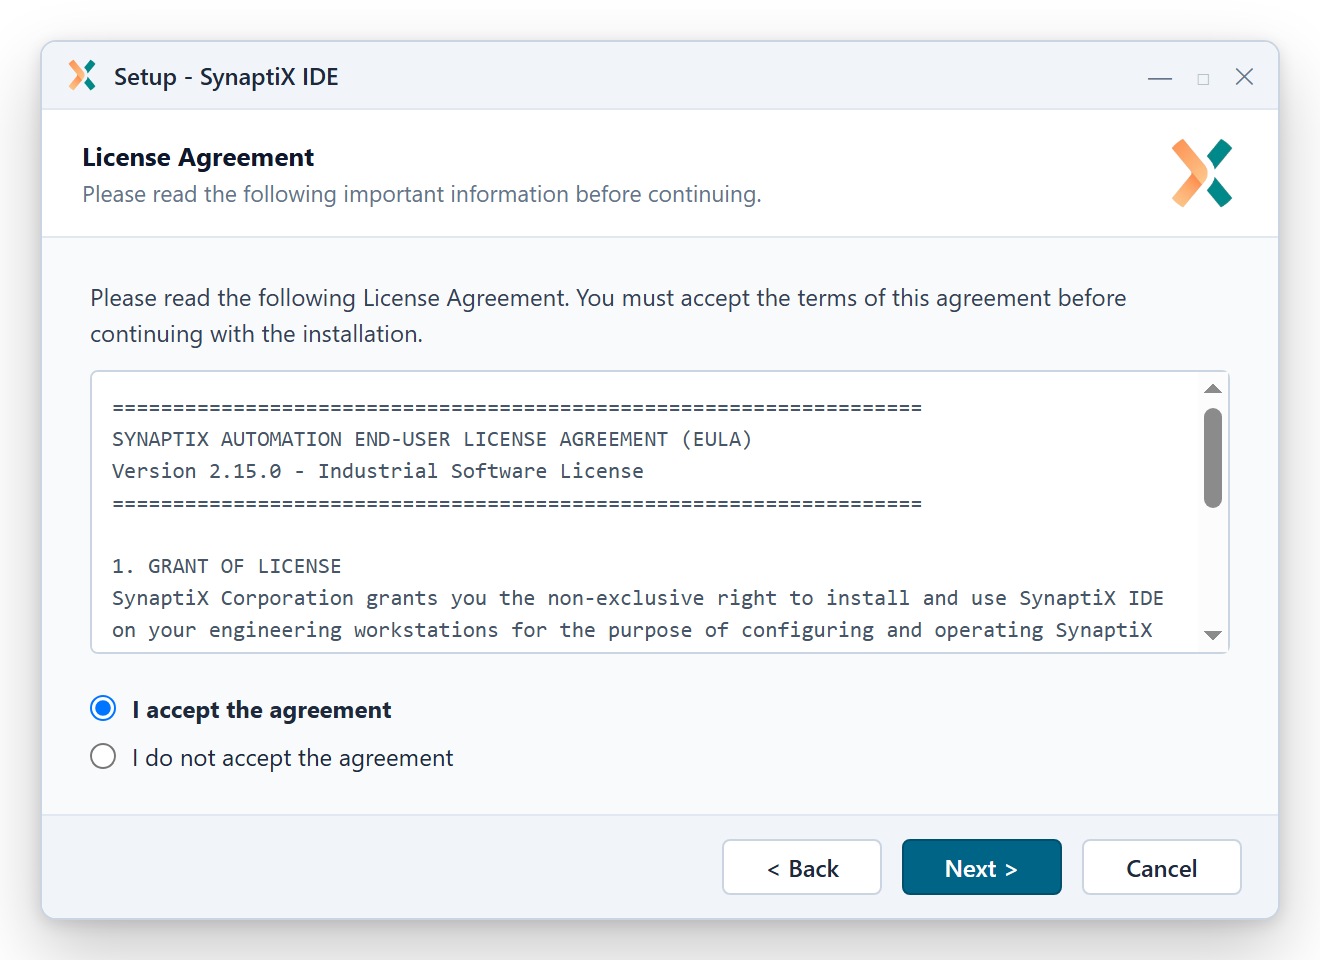 Setup - SynaptiX IDE
License Agreement
Please read the following important information before continuing.
Please read the following License Agreement. You must accept the terms of this agreement before
continuing with the installation.
===================================================================
SYNAPTIX AUTOMATION END-USER LICENSE AGREEMENT (EULA)
Version 2.15.0 - Industrial Software License
===================================================================
1. GRANT OF LICENSE
SynaptiX Corporation grants you the non-exclusive right to install and use SynaptiX IDE
on your engineering workstations for the purpose of configuring and operating SynaptiX
I accept the agreement
I do not accept the agreement
< Back
Next >
Cancel